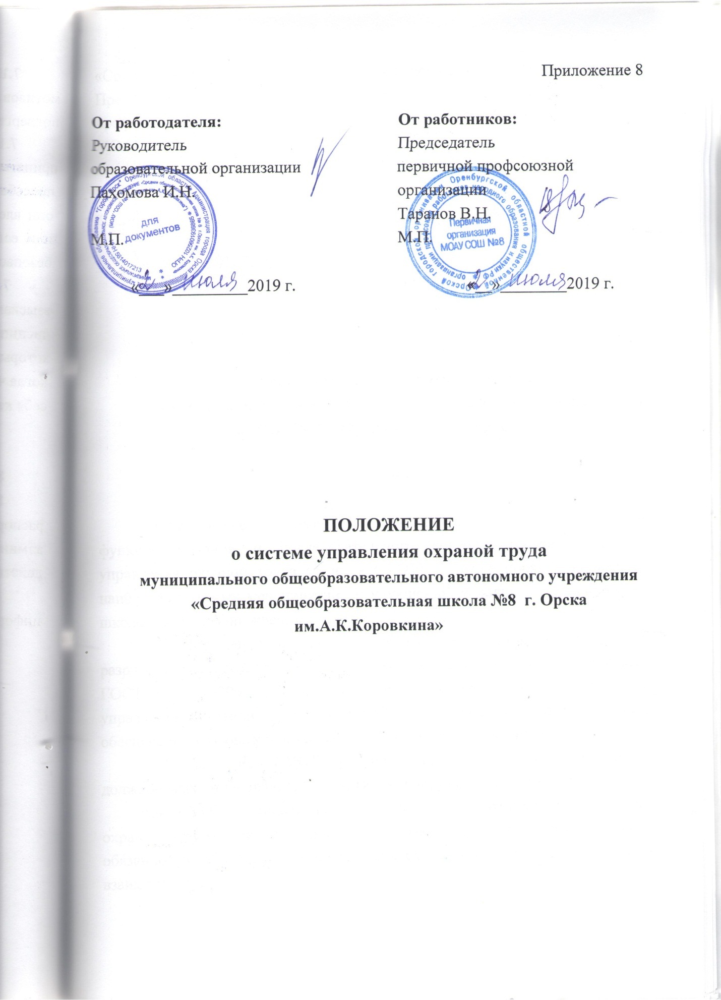 Приложение 8
От работодателя:
Руководитель
образовательной организации
Пахомова И.Н.
М.П.
«2» июля 2019 г.
От работников:
Председатель
первичной профсоюзной
организации
Таранов В.Н.
М.П.
«2» июля 2019 г.
для
документов
Первичная
организация
МОАУ СОШ №8
ПОЛОЖЕНИЕ
о системе управления охраной труда
муниципального общеобразовательного автономного учреждения
«Средняя общеобразовательная школа №8 г. Орска
им.А.К.Коровкина»